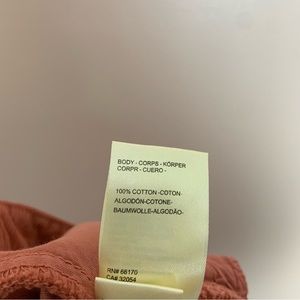 BODY - CORPS - KÖRPER
CORPR - CUERO -
100% COTTON -COTON-
ALGODÓN-COTONE-
BAUMWOLLE-ALGODÃO-
RN# 66170
CA# 32054